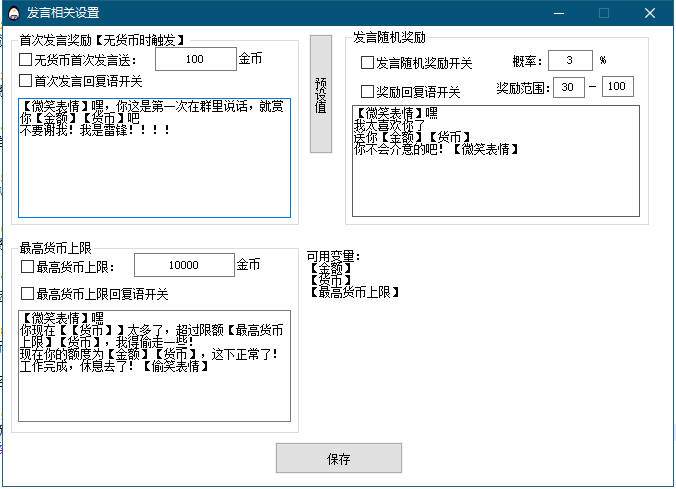 发言相关设置
首次发言奖励【无货币时触发】
无货币首次发言送： 100 金币
首次发言回复语开关
【微笑表情】嘿，你这是第一次在群里说话，就赏
你【金额】【货币】吧
不要谢我！我是雷锋！！！！
预设值
发言随机奖励
发言随机奖励开关 概率： 3 %
奖励回复语开关 奖励范围： 30 — 100
【微笑表情】嘿
我太喜欢你了
送你【金额】【货币】
你不会介意的吧！【微笑表情】
最高货币上限
最高货币上限： 10000 金币
最高货币上限回复语开关
【微笑表情】嘿
你现在【【货币】】太多了，超过限额【最高货币
上限】【货币】，我得偷走一些！
现在你的额度为【金额】【货币】，这下正常了！
工作完成，休息去了！【偷笑表情】
可用变量：
【金额】
【货币】
【最高货币上限】
保存